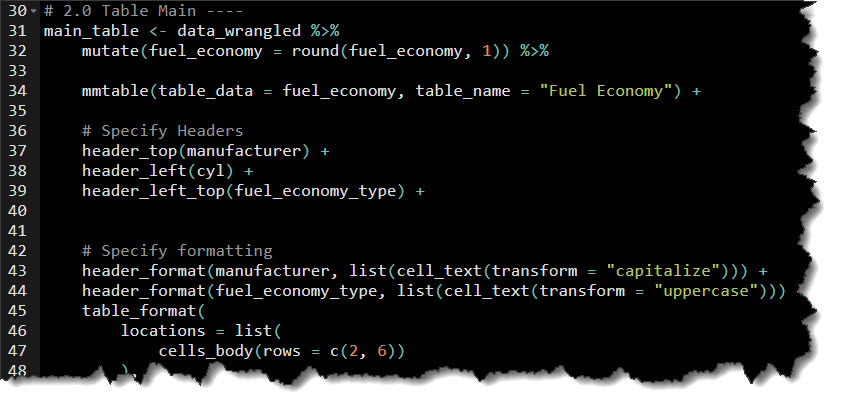 30 # 2.0 Table Main ----
31 main_table <- data_wrangled %>%
32     mutate(fuel_economy = round(fuel_economy, 1)) %>%
33
34     mmtable(table_data = fuel_economy, table_name = "Fuel Economy") +
35
36     # Specify Headers
37     header_top(manufacturer) +
38     header_left(cyl) +
39     header_left_top(fuel_economy_type) +
40
41
42     # Specify formatting
43     header_format(manufacturer, list(cell_text(transform = "capitalize"))) +
44     header_format(fuel_economy_type, list(cell_text(transform = "uppercase")))
45     table_format(
46         locations = list(
47             cells_body(rows = c(2, 6))
48         ),